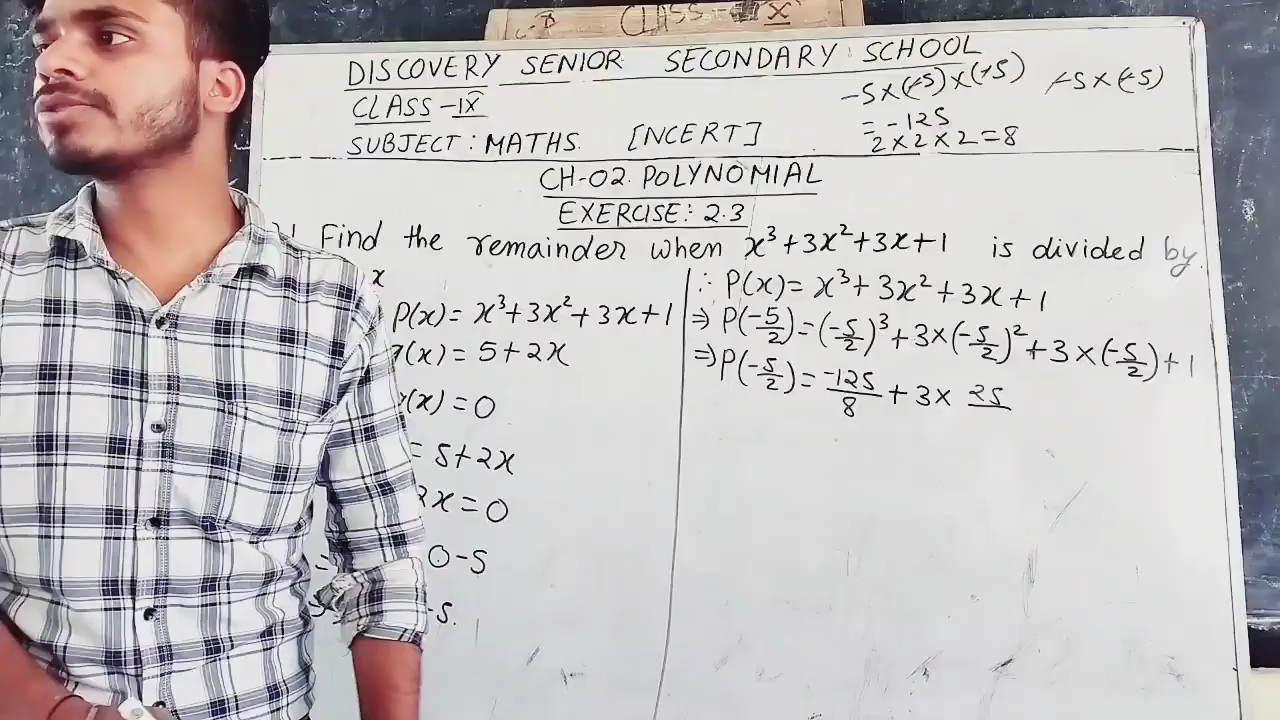 CLASS - IX
DISCOVERY SENIOR SECONDARY SCHOOL
CLASS-IX
SUBJECT: MATHS. [NCERT]
-5×(-5)×(-5) -5×(-5)
= -125
2×2×2=8
CH-02. POLYNOMIAL
EXERCISE: 2.3
Find the remainder when x³+3x²+3x+1 is divided by
x
P(x)= x³+3x²+3x+1
(x) = 5+2x
(x) = 0
= 5+2x
2x = 0
0-5
-5.
∴ P(x)= x³+3x²+3x+1
⇒ P(-5/2)=(-5/2)³+3×(-5/2)²+3×(-5/2)+1
⇒ P(-5/2)= -125/8 + 3× 25